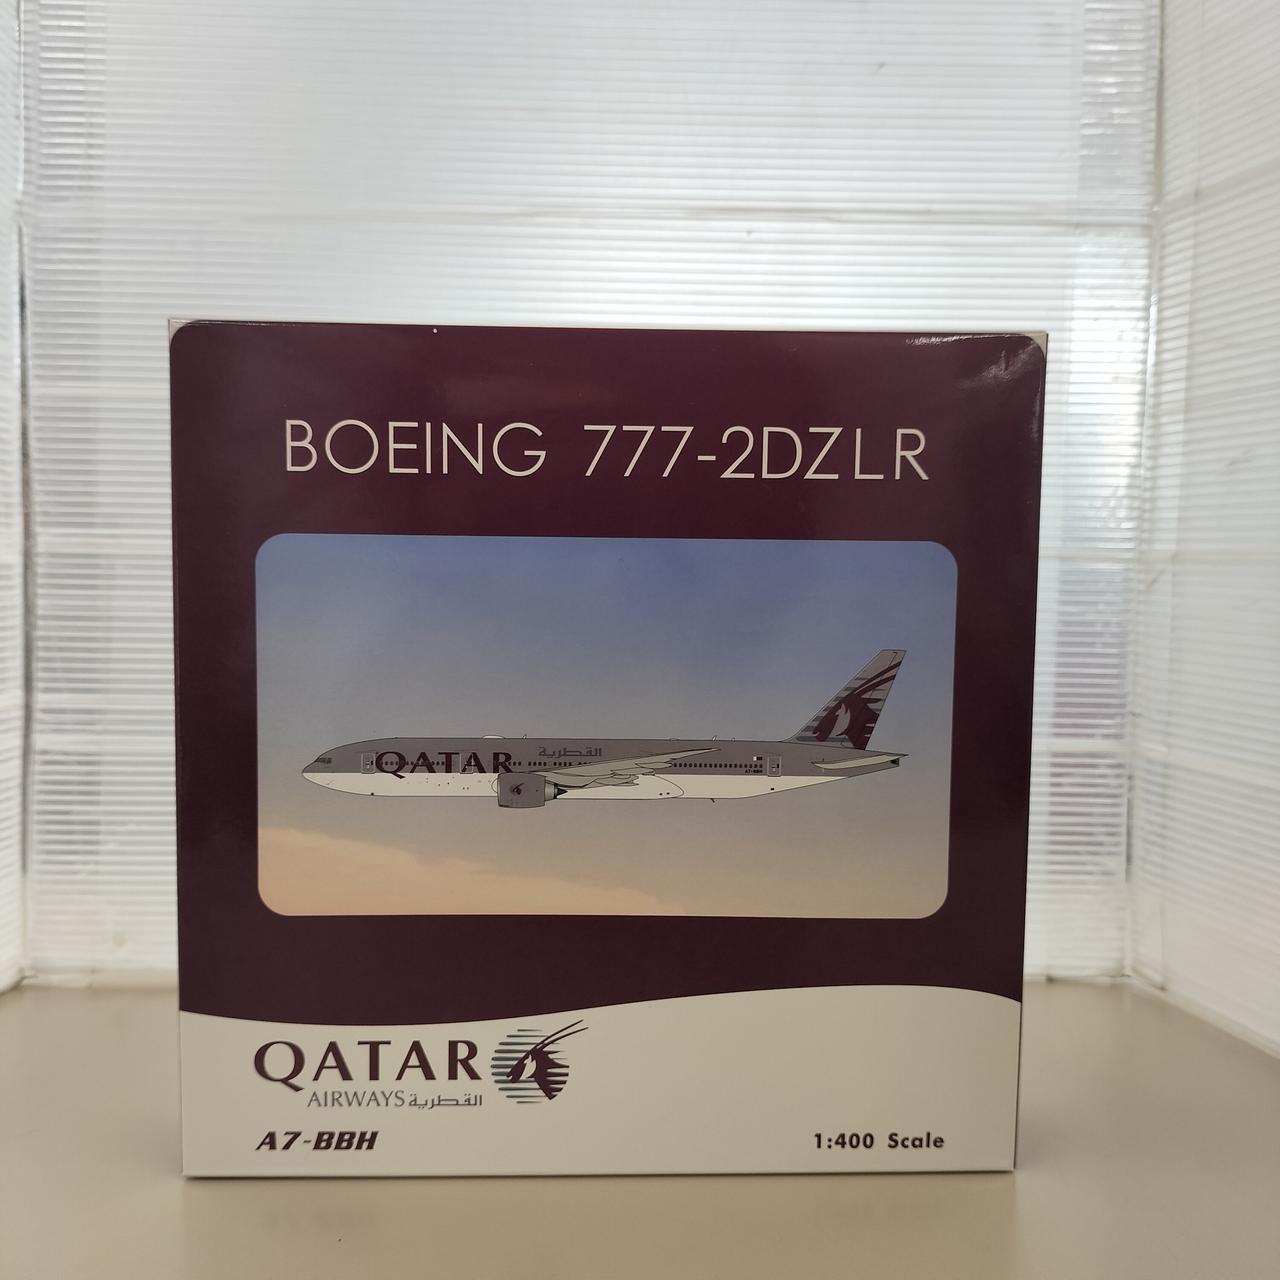 BOEING 777-2DZLR
QATAR القطرية
A7-BBH
QATAR
AIRWAYS القطرية
A7-BBH
1:400 Scale